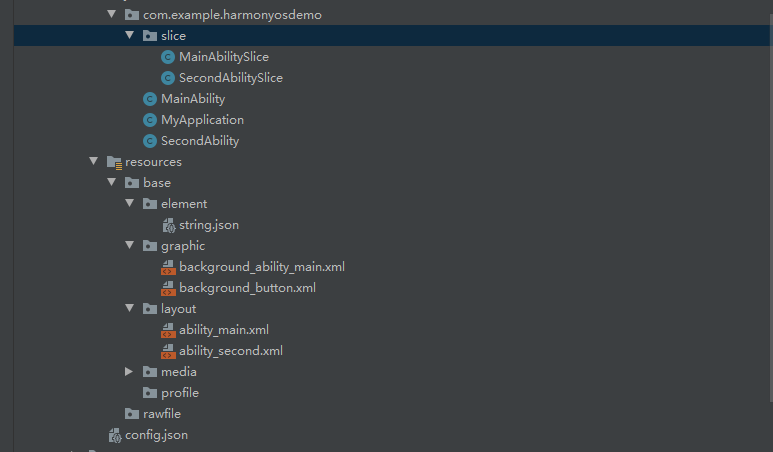 com.example.harmonyosdemo
slice
MainAbilitySlice
SecondAbilitySlice
MainAbility
MyApplication
SecondAbility
resources
base
element
string.json
graphic
background_ability_main.xml
background_button.xml
layout
ability_main.xml
ability_second.xml
media
profile
rawfile
config.json